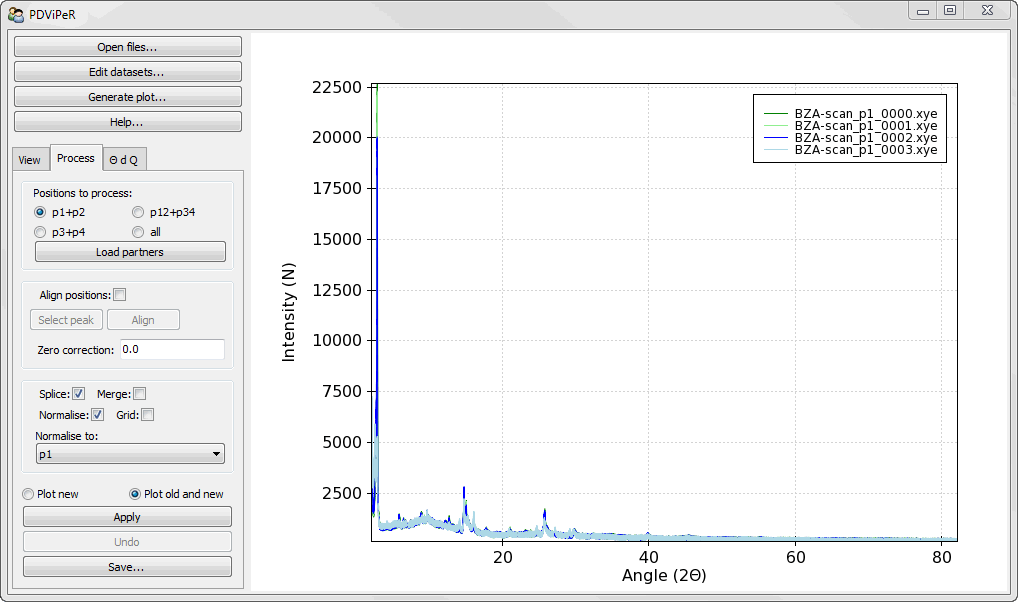 PDViPeR
Open files...
Edit datasets...
Generate plot...
Help...
View Process Θ d Q
Positions to process:
p1+p2 p12+p34
p3+p4 all
Load partners
Align positions:
Select peak Align
Zero correction: 0.0
Splice: Merge:
Normalise: Grid:
Normalise to:
p1
Plot new Plot old and new
Apply
Undo
Save...
22500
20000
17500
15000
12500
10000
7500
5000
2500
Intensity (N)
20 40 60 80
Angle (2Θ)
BZA-scan_p1_0000.xye
BZA-scan_p1_0001.xye
BZA-scan_p1_0002.xye
BZA-scan_p1_0003.xye